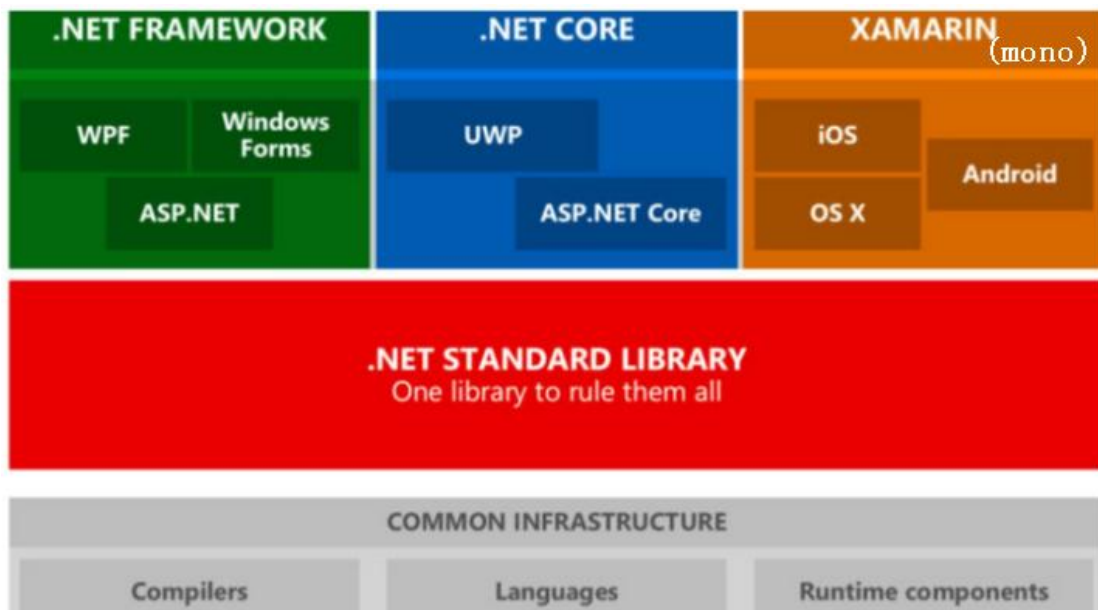 .NET FRAMEWORK
.NET CORE
XAMARIN
(mono)
WPF
Windows
Forms
ASP.NET
UWP
ASP.NET Core
iOS
Android
OS X
.NET STANDARD LIBRARY
One library to rule them all
COMMON INFRASTRUCTURE
Compilers
Languages
Runtime components